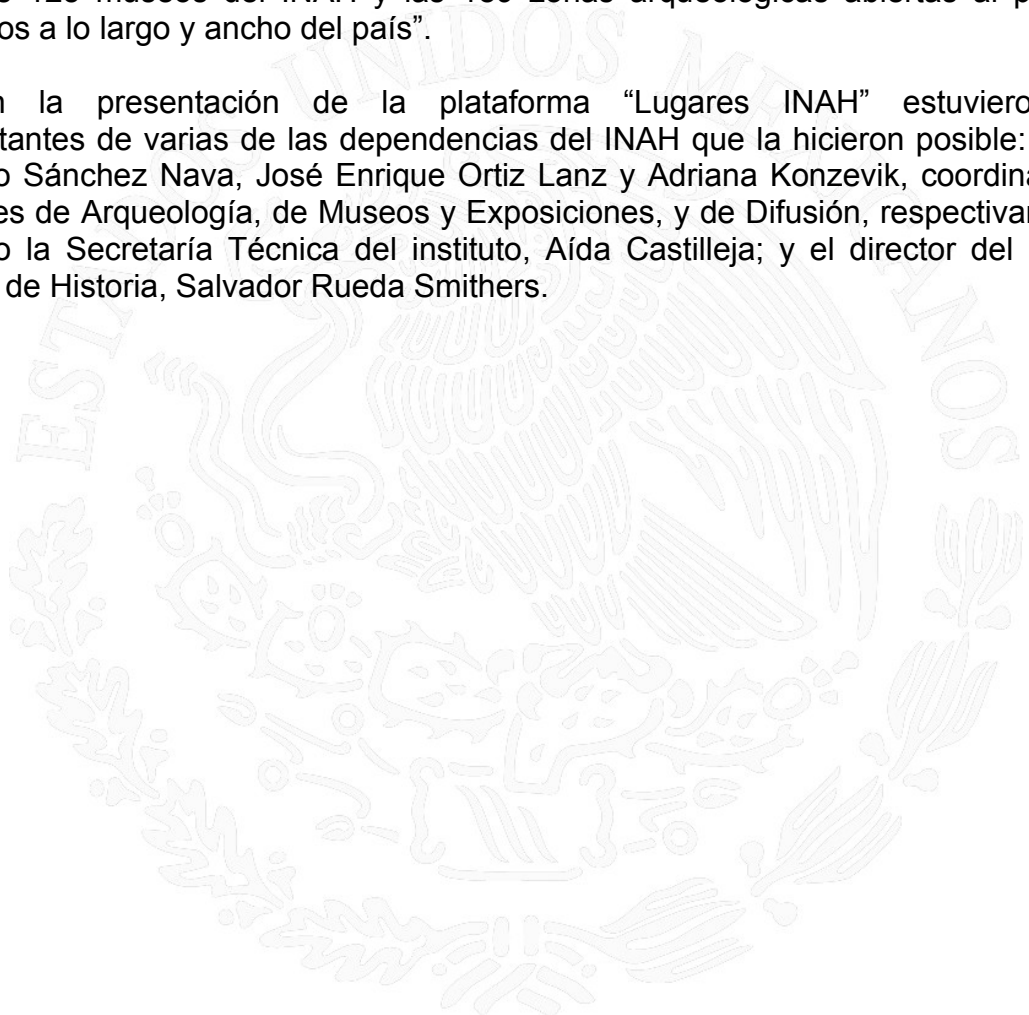 museos del INAH y las zonas arqueológicas abiertas al
os a lo largo y ancho del país”.
la presentación de la plataforma “Lugares INAH” estuviero
tantes de varias de las dependencias del INAH que la hicieron posible:
o Sánchez Nava, José Enrique Ortiz Lanz y Adriana Konzevik, coordina
es de Arqueología, de Museos y Exposiciones, y de Difusión, respectivar
o la Secretaría Técnica del instituto, Aída Castilleja; y el director del
de Historia, Salvador Rueda Smithers.
ESTADOS UNIDOS MEXICANOS